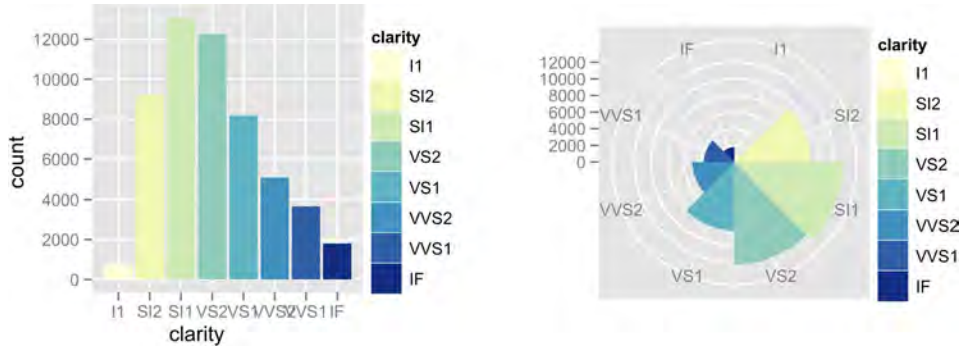 12000
10000
8000
6000
4000
2000
0
count
I1 SI2 SI1 VS2 VS1 VVS2 VVS1 IF
clarity
clarity
I1
SI2
SI1
VS2
VS1
VVS2
VVS1
IF
12000
10000
8000
6000
4000
2000
0
IF
I1
VVS1
SI2
VVS2
SI1
VS1
VS2
clarity
I1
SI2
SI1
VS2
VS1
VVS2
VVS1
IF